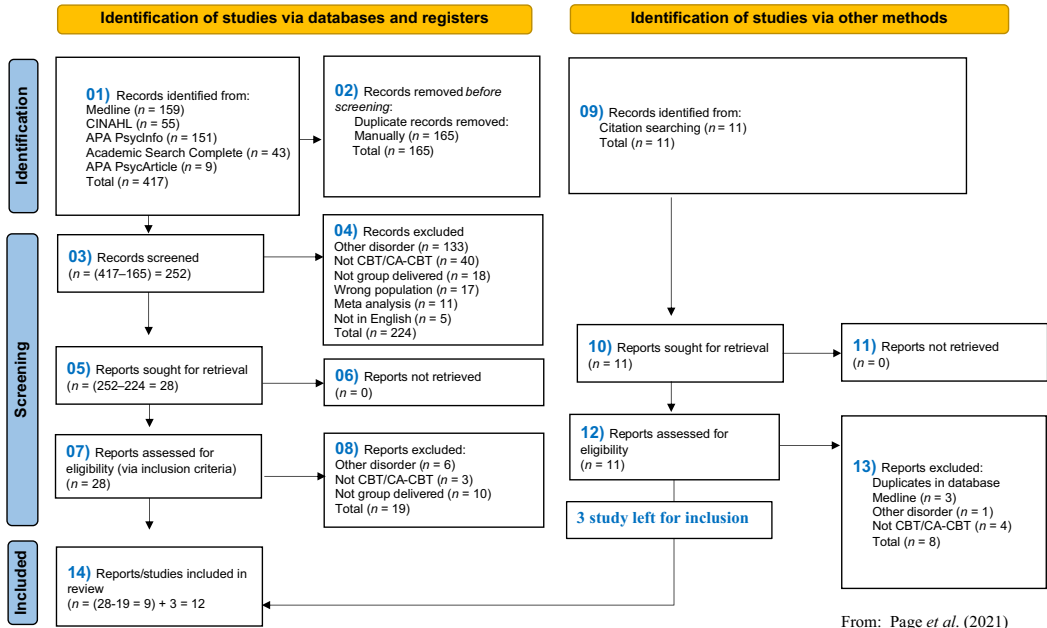 Identification of studies via databases and registers
Identification of studies via other methods
Identification
01) Records identified from:
Medline (n = 159)
CINAHL (n = 55)
APA PsycInfo (n = 151)
Academic Search Complete (n = 43)
APA PsycArticle (n = 9)
Total (n = 417)
02) Records removed before
screening:
Duplicate records removed:
Manually (n = 165)
Total (n = 165)
09) Records identified from:
Citation searching (n = 11)
Total (n = 11)
Screening
03) Records screened
(n = (417–165) = 252)
04) Records excluded
Other disorder (n = 133)
Not CBT/CA-CBT (n = 40)
Not group delivered (n = 18)
Wrong population (n = 17)
Meta analysis (n = 11)
Not in English (n = 5)
Total (n = 224)
05) Reports sought for retrieval
(n = (252–224 = 28)
06) Reports not retrieved
(n = 0)
10) Reports sought for retrieval
(n = 11)
11) Reports not retrieved
(n = 0)
07) Reports assessed for
eligibility (via inclusion criteria)
(n = 28)
08) Reports excluded:
Other disorder (n = 6)
Not CBT/CA-CBT (n = 3)
Not group delivered (n = 10)
Total (n = 19)
12) Reports assessed for
eligibility
(n = 11)
13) Reports excluded:
Duplicates in database
Medline (n = 3)
Other disorder (n = 1)
Not CBT/CA-CBT (n = 4)
Total (n = 8)
3 study left for inclusion
Included
14) Reports/studies included in
review
(n = (28-19 = 9) + 3 = 12
From: Page et al. (2021)